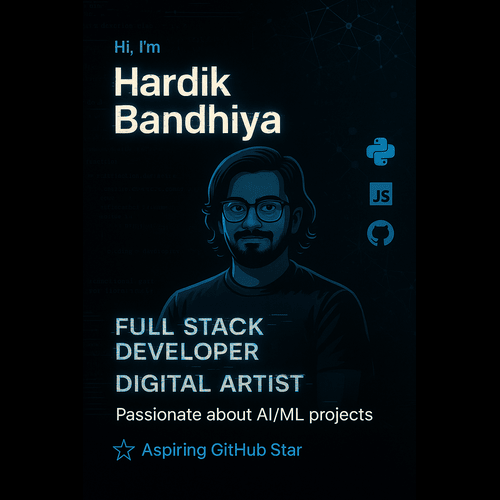 Hi, I'm
Hardik
Bandhiya
JS
FULL STACK
DEVELOPER
DIGITAL ARTIST
Passionate about AI/ML projects
Aspiring GitHub Star